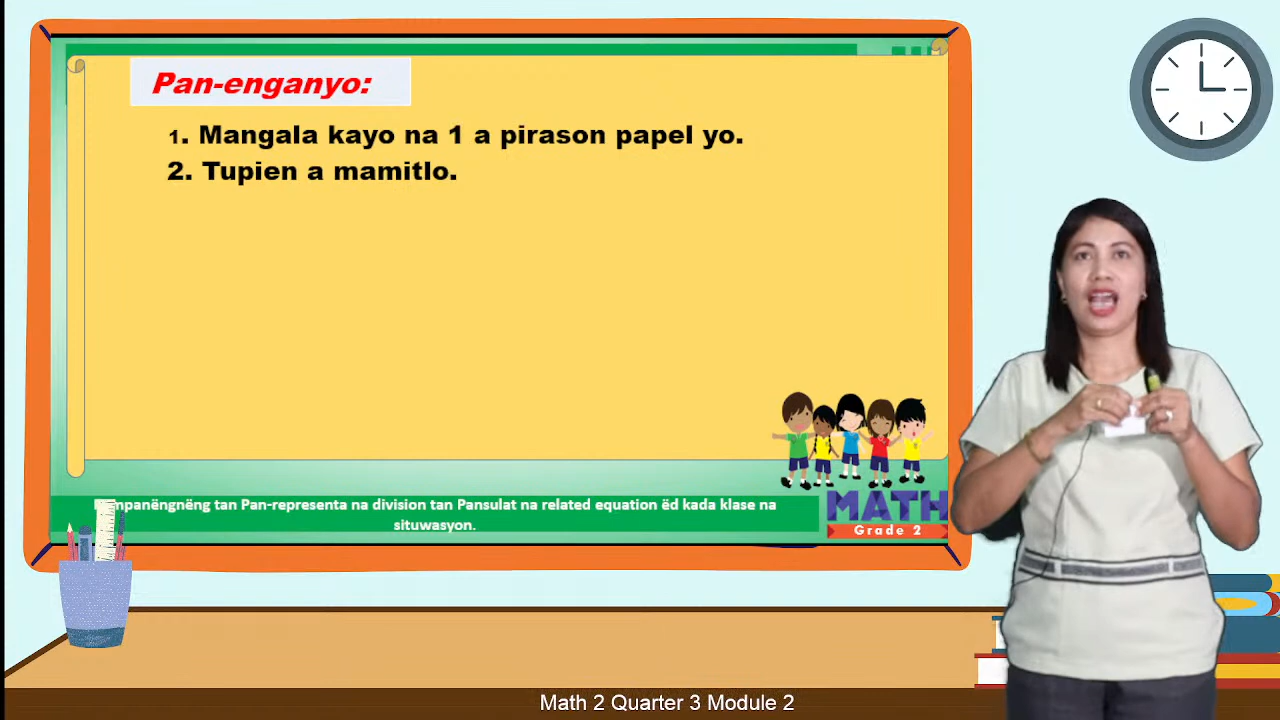 Pan-enganyo:
1. Mangala kayo na 1 a pirason papel yo.
2. Tupien a mamitlo.
tan Pan-representa na division tan Pansulat na related equation ëd kada klase na
situwasyon.
MATH
Grade 2
Math 2 Quarter 3 Module 2